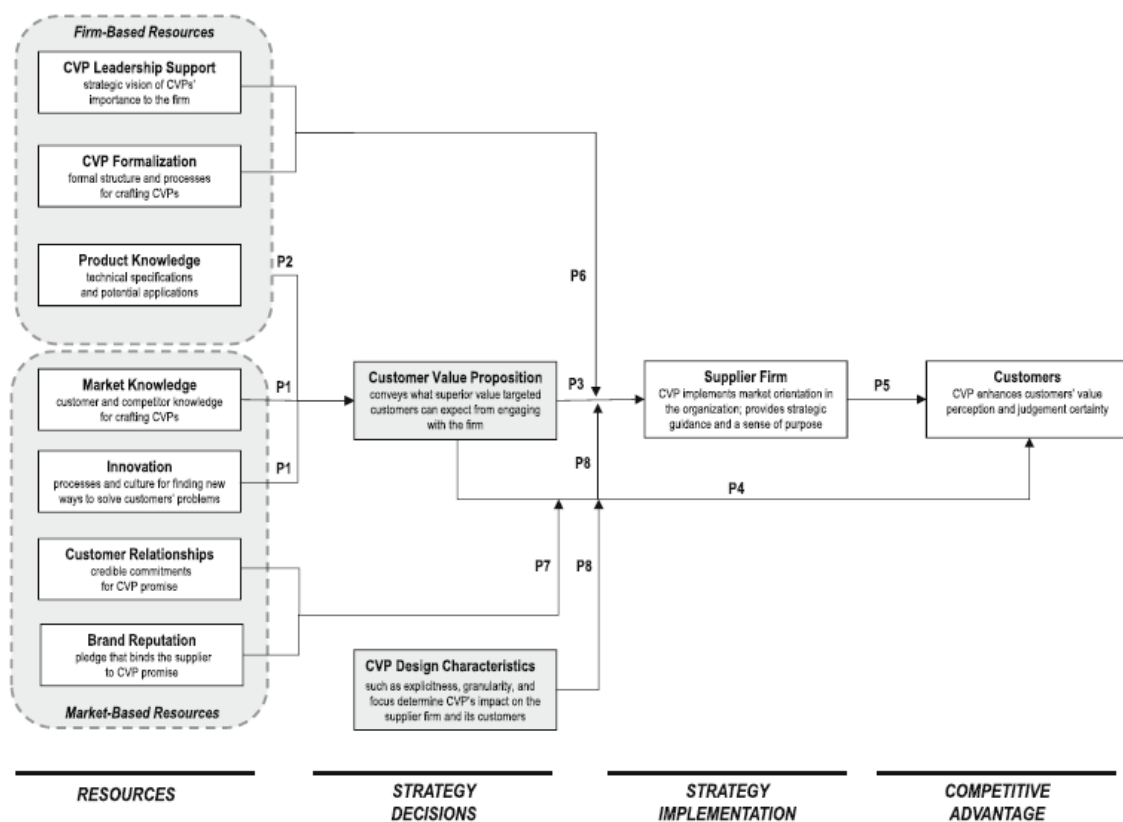 Firm-Based Resources
CVP Leadership Support
strategic vision of CVPs'
importance to the firm
CVP Formalization
formal structure and processes
for crafting CVPs
Product Knowledge
technical specifications
and potential applications
P2
P6
Market Knowledge
customer and competitor knowledge
for crafting CVPs
P1
Customer Value Proposition
conveys what superior value targeted
customers can expect from engaging
with the firm
P3
Supplier Firm
CVP implements market orientation in
the organization; provides strategic
guidance and a sense of purpose
P5
Customers
CVP enhances customers' value
perception and judgement certainty
Innovation
processes and culture for finding new
ways to solve customers' problems
P1
P8
P4
Customer Relationships
credible commitments
for CVP promise
P7
P8
Brand Reputation
pledge that binds the supplier
to CVP promise
Market-Based Resources
CVP Design Characteristics
such as explicitness, granularity, and
focus determine CVP's impact on the
supplier firm and its customers
RESOURCES
STRATEGY
DECISIONS
STRATEGY
IMPLEMENTATION
COMPETITIVE
ADVANTAGE